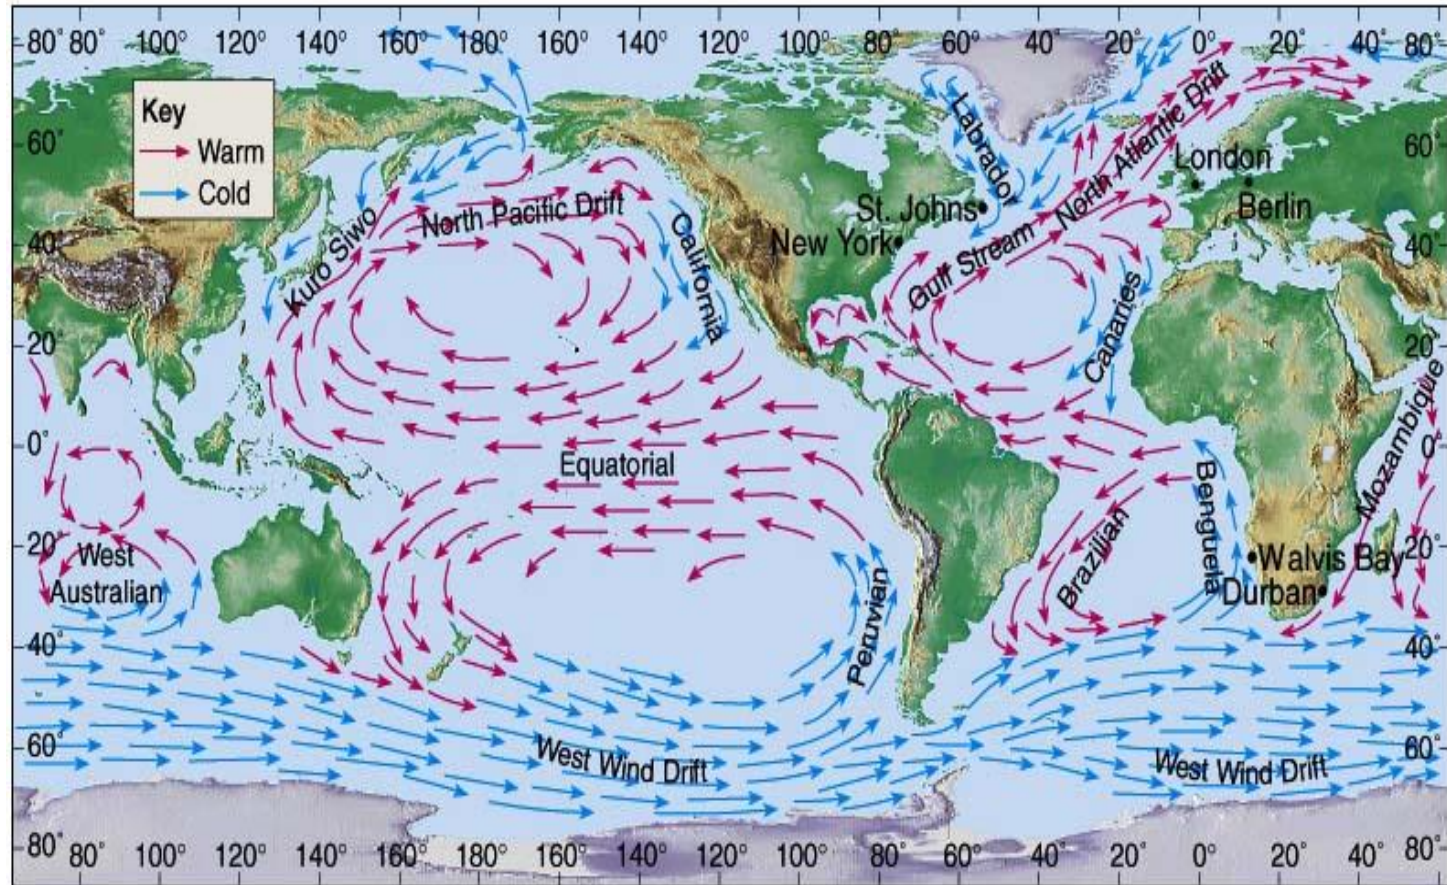 80° 80° 100° 120° 140° 160° 180° 160° 140° 120° 100 80° 60° 40° 20° 0° 20° 40° 80°
Key
Warm
Cold
60°
60°
Labrador
North Atlantic Drift
London
St. Johns
Berlin
North Pacific Drift
Kuro Siwo
California
New York
Gulf Stream
40°
40°
Canaries
20°
20°
Mozambique
0°
0°
Equatorial
Benguela
20°
20°
West
Australian
Brazilian
Walvis Bay
Durban
Peruvian
40°
40°
60°
60°
West Wind Drift
West Wind Drift
80° 80° 100° 120° 140° 160° 180° 160° 140° 120° 100 80° 60° 40° 20° 0° 20° 40° 80°